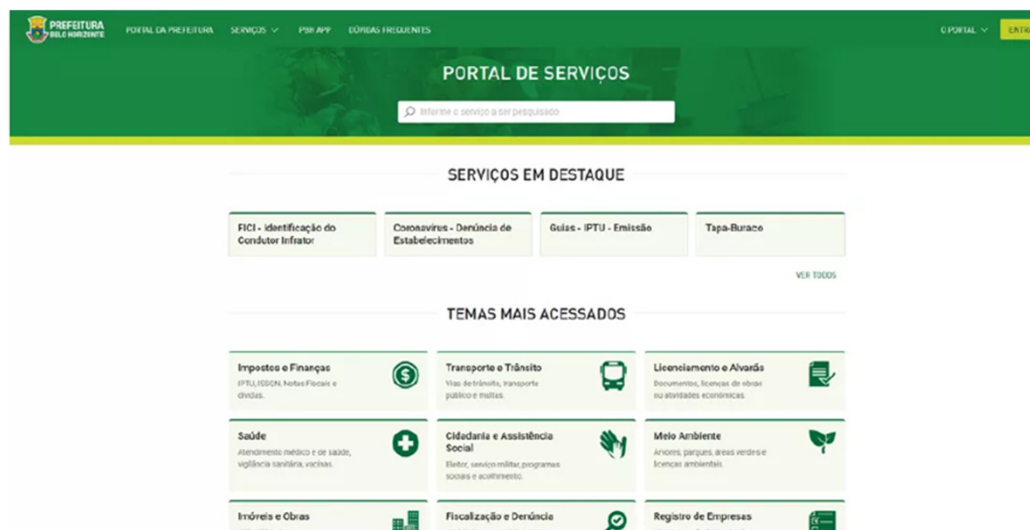 PREFEITURA
BELO HORIZONTE
PORTAL DA PREFEITURA SERVIÇOS PBH APP DÚVIDAS FREQUENTES
O PORTAL ENTRA
PORTAL DE SERVIÇOS
Informe o serviço a ser pesquisado
SERVIÇOS EM DESTAQUE
FICI - Identificação do
Condutor Infrator
Coronavírus - Denúncia de
Estabelecimentos
Guias - IPTU - Emissão
Tapa-Buraco
VER TODOS
TEMAS MAIS ACESSADOS
Impostos e Finanças
IPTU, ISSQN, Notas Fiscais e
dívidas.
Transporte e Trânsito
Vias de trânsito, transporte
público e multas.
Licenciamento e Alvarás
Documentos, licenças de obras
ou atividades econômicas.
Saúde
Atendimento médico e de saúde,
vigilância sanitária, vacinas.
Cidadania e Assistência
Social
Eleitor, serviço militar, programas
sociais e acolhimento.
Meio Ambiente
Árvores, parques, áreas verdes e
licenças ambientais.
Imóveis e Obras
Fiscalização e Denúncia
Registro de Empresas